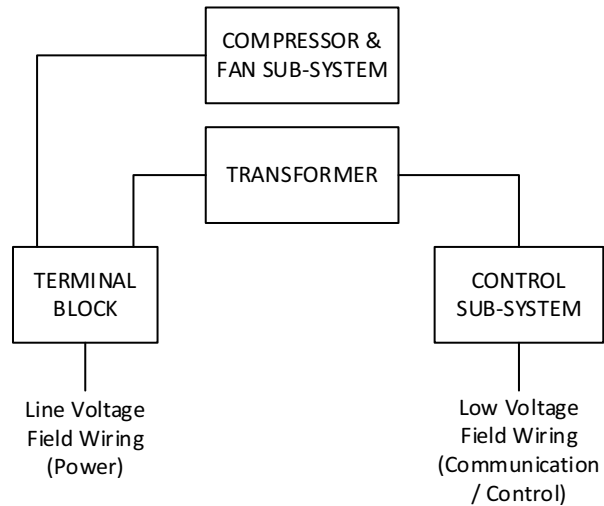 COMPRESSOR &
FAN SUB-SYSTEM
TRANSFORMER
TERMINAL
BLOCK
CONTROL
SUB-SYSTEM
Line Voltage
Field Wiring
(Power)
Low Voltage
Field Wiring
(Communication
/ Control)